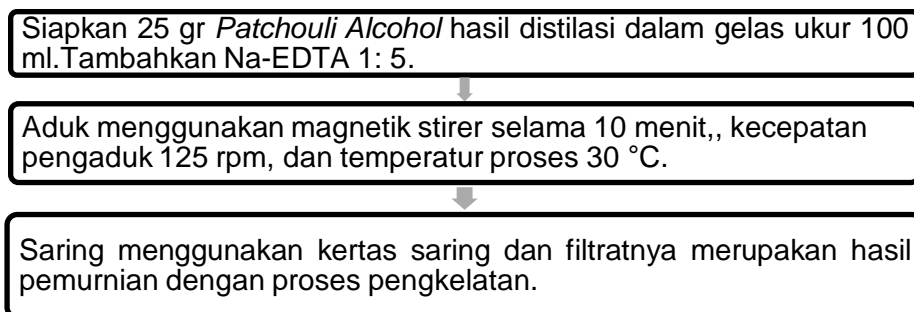 Siapkan 25 gr Patchouli Alcohol hasil distilasi dalam gelas ukur 100
ml.Tambahkan Na-EDTA 1: 5.
Aduk menggunakan magnetik stirer selama 10 menit,, kecepatan
pengaduk 125 rpm, dan temperatur proses 30 °C.
Saring menggunakan kertas saring dan filtratnya merupakan hasil
pemurnian dengan proses pengkelatan.